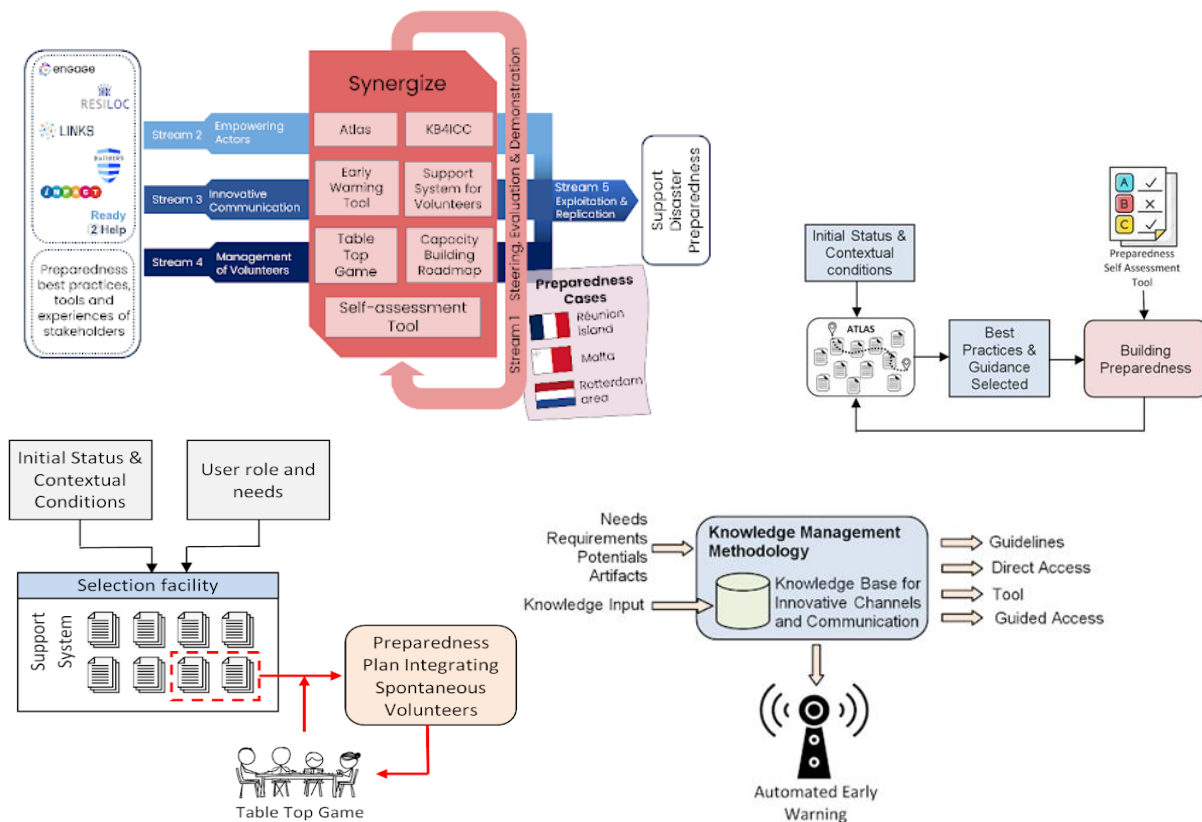 engage
RESILOC
LINKS
BUILDERS
IMPACT
Ready
2 Help
Preparedness
best practices,
tools and
experiences of
stakeholders
Stream 2
Empowering
Actors
Stream 3
Innovative
Communication
Stream 4
Management
of Volunteers
Synergize
Atlas
KB4ICC
Early
Warning
Tool
Support
System for
Volunteers
Table
Top
Game
Capacity
Building
Roadmap
Self-assessment
Tool
Stream 1 Steering, Evaluation & Demonstration
Stream 5
Exploitation &
Replication
Support
Disaster
Preparedness
Preparedness
Cases
Réunion
island
Malta
Rotterdam
area
Initial Status &
Contextual
conditions
A
B
C
Preparedness
Self Assessment
Tool
ATLAS
Best
Practices &
Guidance
Selected
Building
Preparedness
Initial Status &
Contextual
Conditions
User role and
needs
Selection facility
Support
System
Preparedness
Plan Integrating
Spontaneous
Volunteers
Table Top Game
Needs
Requirements
Potentials
Artifacts
Knowledge Input
Knowledge Management
Methodology
Knowledge Base for
Innovative Channels
and Communication
Guidelines
Direct Access
Tool
Guided Access
Automated Early
Warning